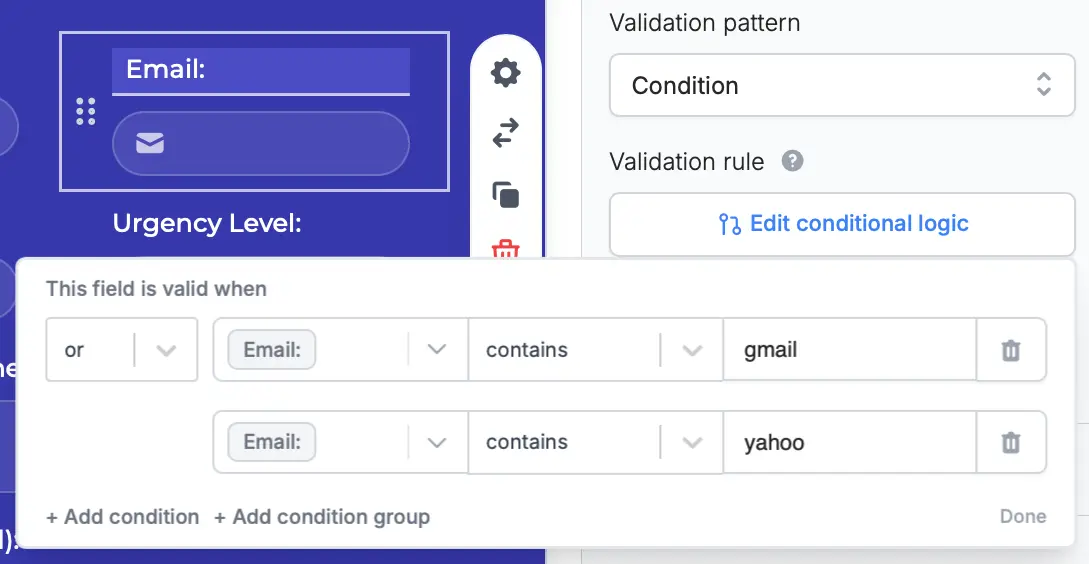 Email:
Urgency Level:
Validation pattern
Condition
Validation rule ?
Edit conditional logic
This field is valid when
or Email: contains gmail
Email: contains yahoo
+ Add condition + Add condition group Done